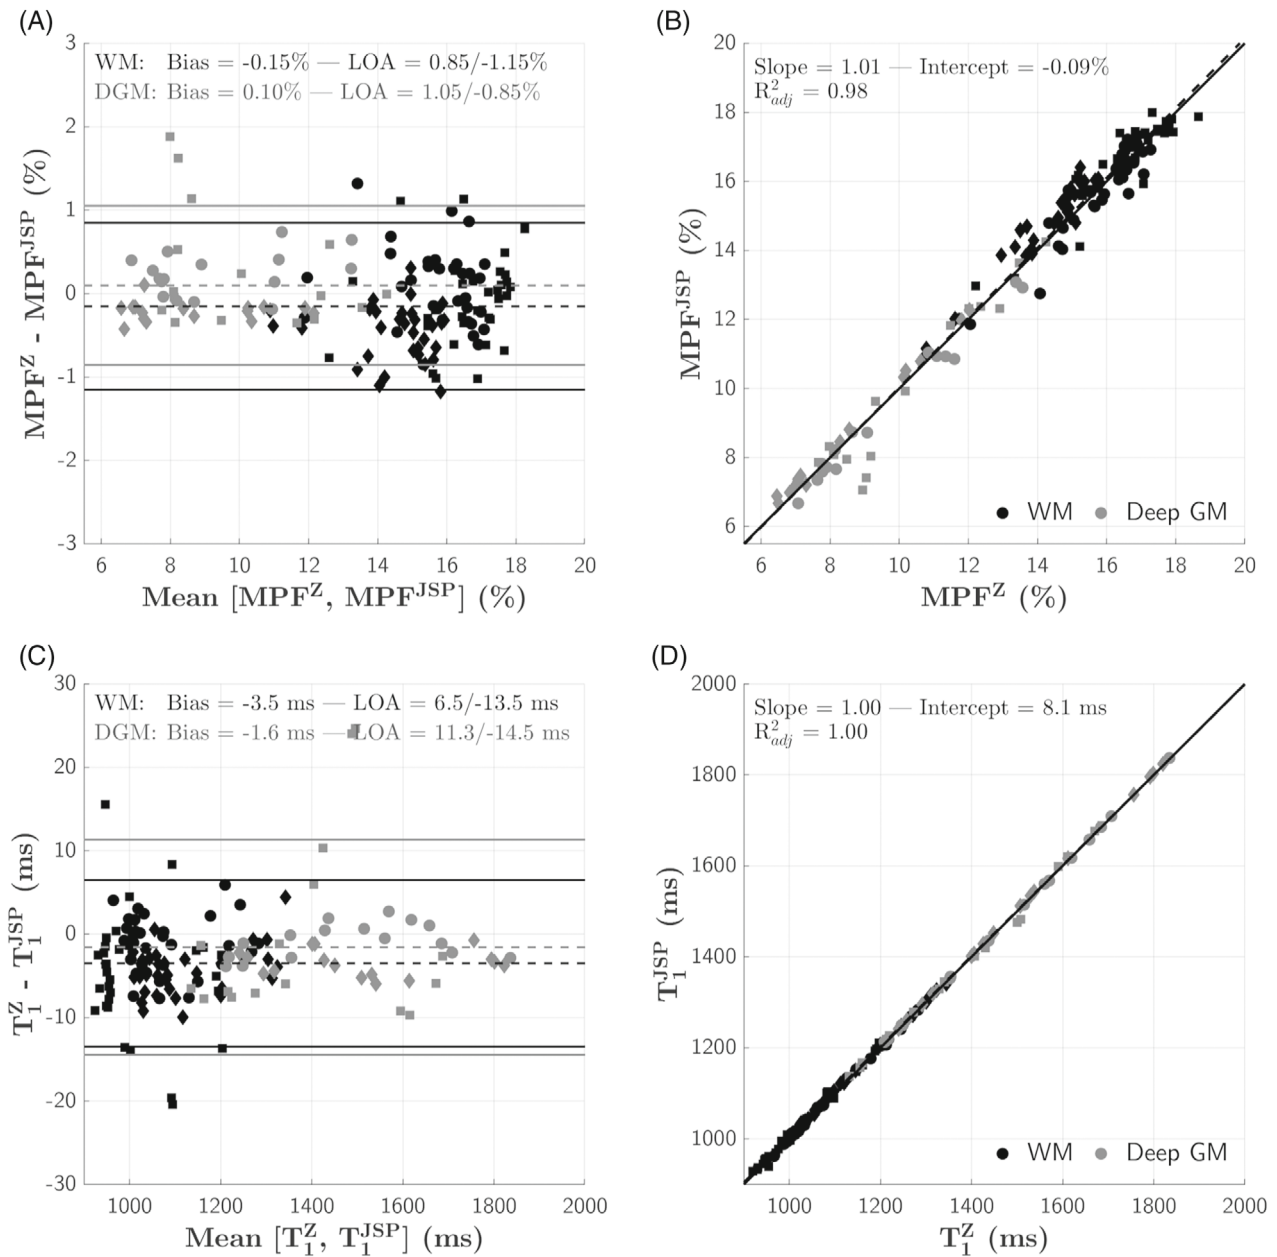 (A)
WM: Bias = -0.15% — LOA = 0.85/-1.15%
DGM: Bias = 0.10% — LOA = 1.05/-0.85%
3
2
1
0
-1
-2
-3
MPF^Z - MPF^JSP (%)
6 8 10 12 14 16 18 20
Mean [MPF^Z, MPF^JSP] (%)
(B)
Slope = 1.01 — Intercept = -0.09%
R²adj = 0.98
20
18
16
14
12
10
8
6
MPF^JSP (%)
WM Deep GM
6 8 10 12 14 16 18 20
MPF^Z (%)
(C)
WM: Bias = -3.5 ms — LOA = 6.5/-13.5 ms
DGM: Bias = -1.6 ms — LOA = 11.3/-14.5 ms
30
20
10
0
-10
-20
-30
T₁^Z - T₁^JSP (ms)
1000 1200 1400 1600 1800 2000
Mean [T₁^Z, T₁^JSP] (ms)
(D)
Slope = 1.00 — Intercept = 8.1 ms
R²adj = 1.00
2000
1800
1600
1400
1200
1000
T₁^JSP (ms)
WM Deep GM
1000 1200 1400 1600 1800 2000
T₁^Z (ms)